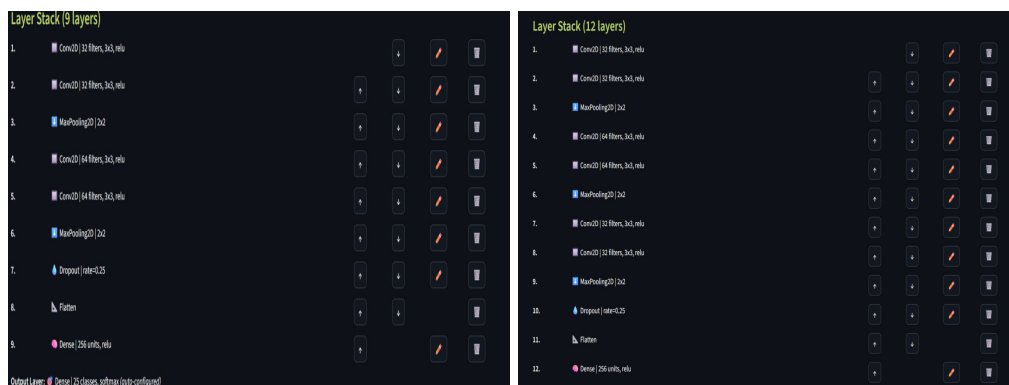 Layer Stack (9 layers)
1. Conv2D | 32 filters, 3x3, relu
2. Conv2D | 32 filters, 3x3, relu
3. MaxPooling2D | 2x2
4. Conv2D | 64 filters, 3x3, relu
5. Conv2D | 64 filters, 3x3, relu
6. MaxPooling2D | 2x2
7. Dropout | rate=0.25
8. Flatten
9. Dense | 256 units, relu
Output Layer: Dense | 25 classes, softmax (auto-configured)
Layer Stack (12 layers)
1. Conv2D | 32 filters, 3x3, relu
2. Conv2D | 32 filters, 3x3, relu
3. MaxPooling2D | 2x2
4. Conv2D | 64 filters, 3x3, relu
5. Conv2D | 64 filters, 3x3, relu
6. MaxPooling2D | 2x2
7. Conv2D | 32 filters, 3x3, relu
8. Conv2D | 32 filters, 3x3, relu
9. MaxPooling2D | 2x2
10. Dropout | rate=0.25
11. Flatten
12. Dense | 256 units, relu